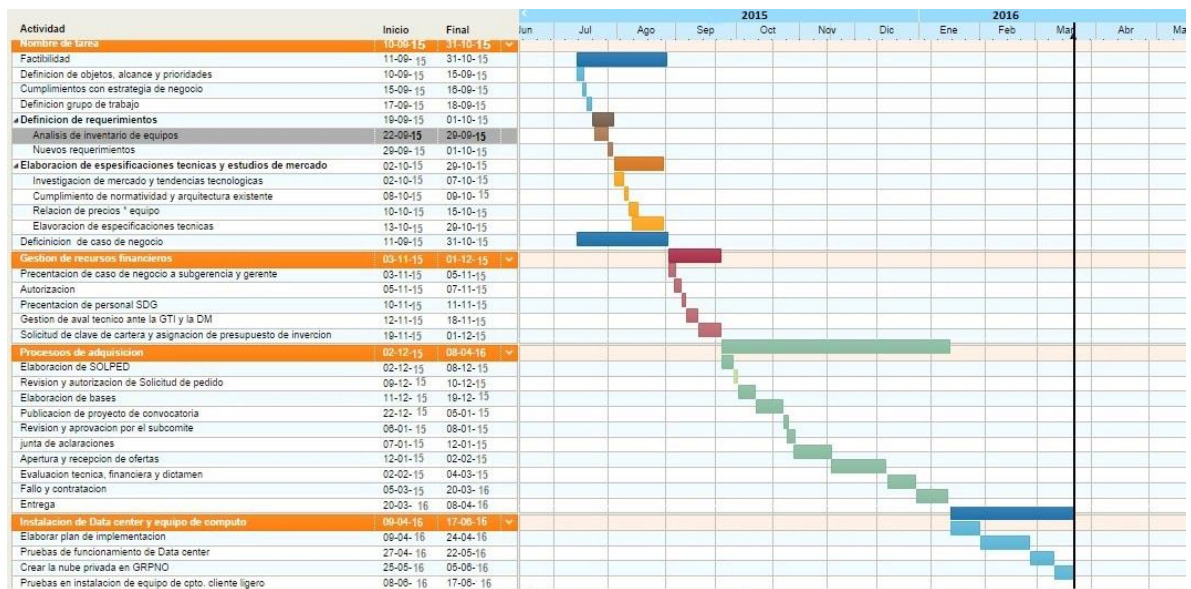 2015 2016
Actividad Inicio Final Jun Jul Ago Sep Oct Nov Dic Ene Feb Mar Abr Ma
Nombre de tarea 10-09-15 31-10-15
Factibilidad 11-09-15 31-10-15
Definicion de objetos, alcance y prioridades 10-09-15 15-09-15
Cumplimientos con estrategia de negocio 15-09-15 16-09-15
Definicion grupo de trabajo 17-09-15 18-09-15
Definicion de requerimientos 19-09-15 01-10-15
Analisis de inventario de equipos 22-09-15 29-09-15
Nuevos requerimientos 29-09-15 01-10-15
Elaboracion de espesificaciones tecnicas y estudios de mercado 02-10-15 29-10-15
Investigacion de mercado y tendencias tecnologicas 02-10-15 07-10-15
Cumplimiento de normatividad y arquitectura existente 08-10-15 09-10-15
Relacion de precios * equipo 10-10-15 15-10-15
Elavoracion de especificaciones tecnicas 13-10-15 29-10-15
Deficinicion de caso de negocio 11-09-15 31-10-15
Gestion de recursos financieros 03-11-15 01-12-15
Precentacion de caso de negocio a subgerencia y gerente 03-11-15 05-11-15
Autorizacion 05-11-15 07-11-15
Precentacion de personal SDG 10-11-15 11-11-15
Gestion de aval tecnico ante la GTI y la DM 12-11-15 18-11-15
Solicitud de clave de cartera y asignacion de presupuesto de invercion 19-11-15 01-12-15
Procesoos de adquisicion 02-12-15 08-04-16
Elaboracion de SOLPED 02-12-15 08-12-15
Revision y autorizacion de Solicitud de pedido 09-12-15 10-12-15
Elaboracion de bases 11-12-15 19-12-15
Publicacion de proyecto de convocatoria 22-12-15 05-01-15
Revision y aprovacion por el subcomite 06-01-15 08-01-15
junta de aclaraciones 07-01-15 12-01-15
Apertura y recepcion de ofertas 12-01-15 02-02-15
Evaluacion tecnica, financiera y dictamen 02-02-15 04-03-15
Fallo y contratacion 05-03-15 20-03-16
Entrega 20-03-16 08-04-16
Instalacion de Data center y equipo de computo 09-04-16 17-06-16
Elaborar plan de implementacion 09-04-16 24-04-16
Pruebas de funcionamiento de Data center 27-04-16 22-05-16
Crear la nube privada en GRPNO 25-05-16 05-06-16
Pruebas en instalacion de equipo de cpto. cliente ligero 08-06-16 17-06-16